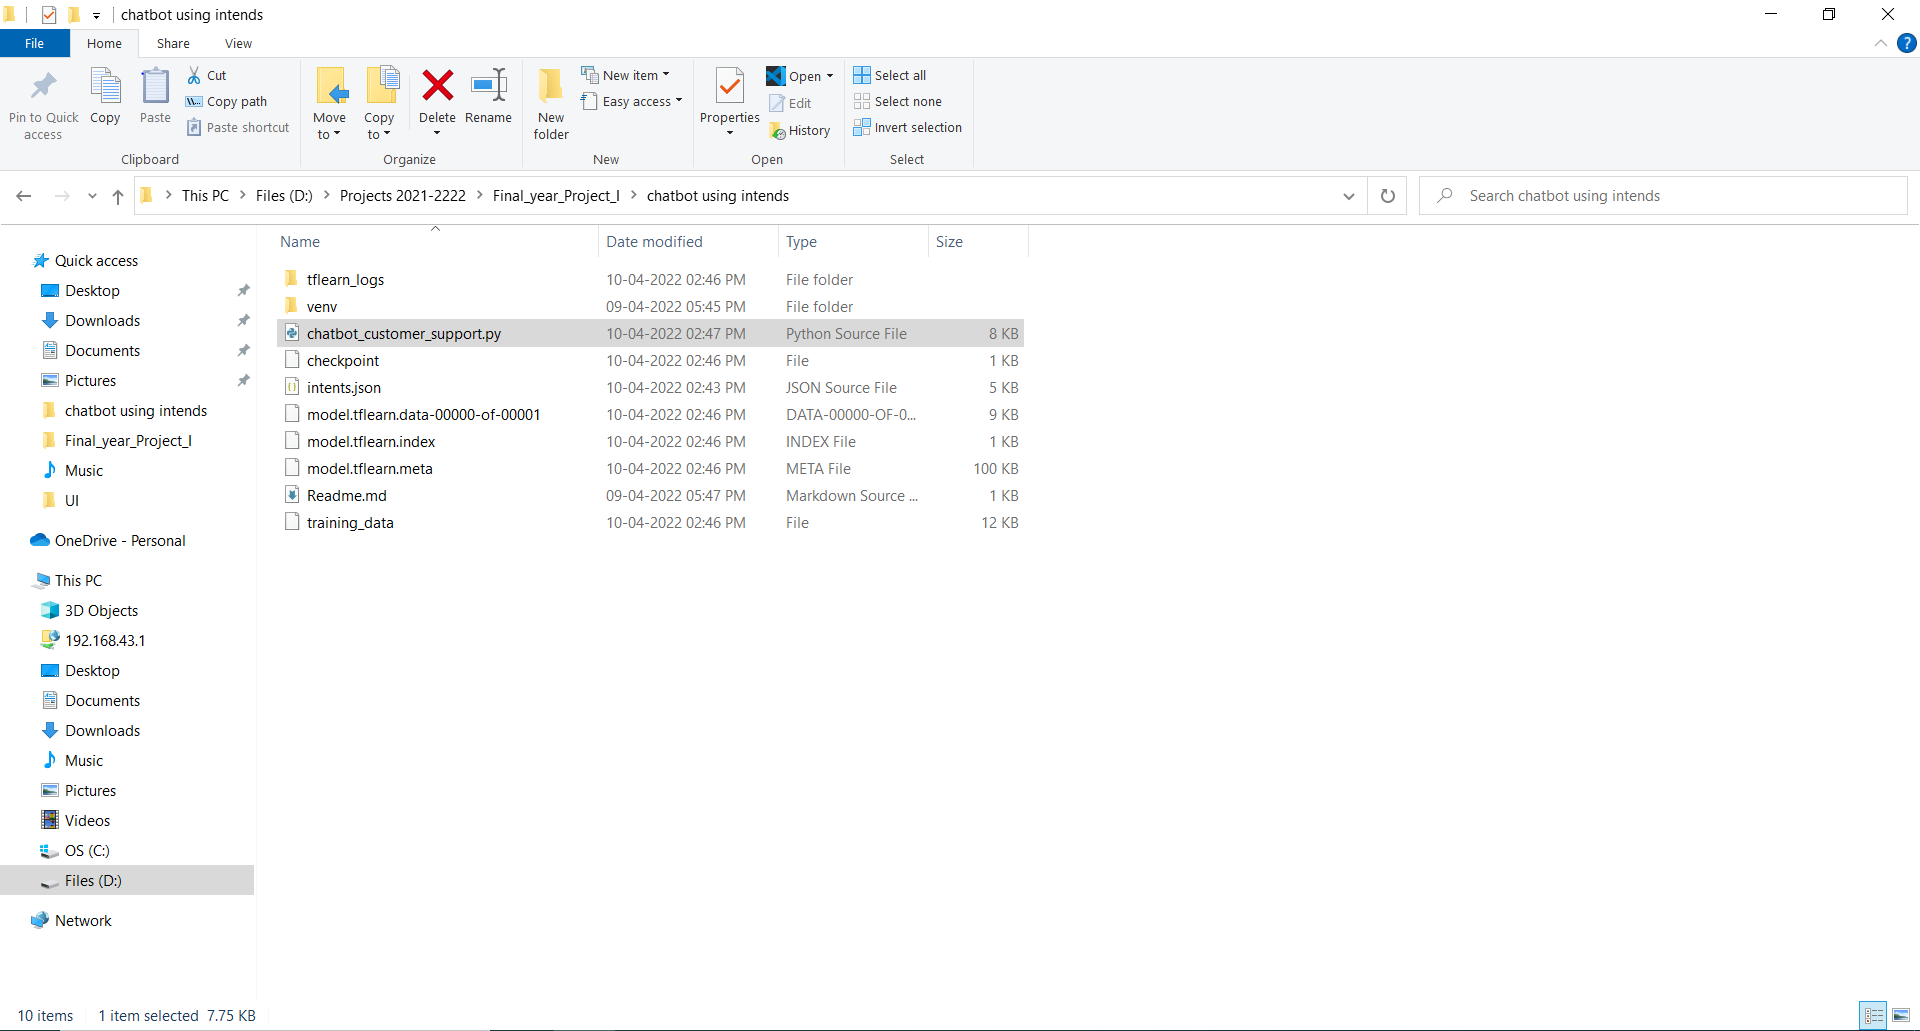 chatbot using intends
File Home Share View
Pin to Quick access
Copy
Paste
Cut
Copy path
Paste shortcut
Clipboard
Move to
Copy to
Delete
Rename
Organize
New folder
New item
Easy access
New
Properties
Open
Edit
History
Open
Select all
Select none
Invert selection
Select
This PC Files (D:) Projects 2021-2222 Final_year_Project_I chatbot using intends
Search chatbot using intends
Name Date modified Type Size
tflearn_logs 10-04-2022 02:46 PM File folder
venv 09-04-2022 05:45 PM File folder
chatbot_customer_support.py 10-04-2022 02:47 PM Python Source File 8 KB
checkpoint 10-04-2022 02:46 PM File 1 KB
intents.json 10-04-2022 02:43 PM JSON Source File 5 KB
model.tflearn.data-00000-of-00001 10-04-2022 02:46 PM DATA-00000-OF-0... 9 KB
model.tflearn.index 10-04-2022 02:46 PM INDEX File 1 KB
model.tflearn.meta 10-04-2022 02:46 PM META File 100 KB
Readme.md 09-04-2022 05:47 PM Markdown Source ... 1 KB
training_data 10-04-2022 02:46 PM File 12 KB
Quick access
Desktop
Downloads
Documents
Pictures
chatbot using intends
Final_year_Project_I
Music
UI
OneDrive - Personal
This PC
3D Objects
192.168.43.1
Desktop
Documents
Downloads
Music
Pictures
Videos
OS (C:)
Files (D:)
Network
10 items 1 item selected 7.75 KB